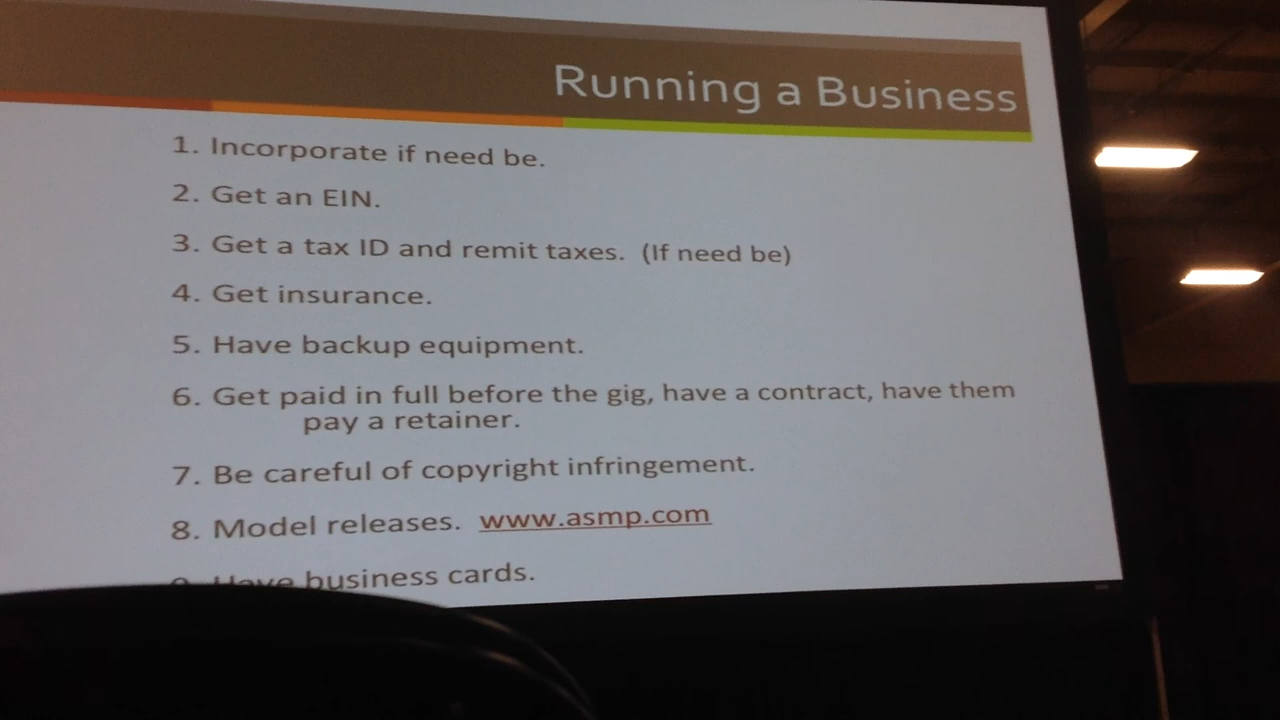 Running a Business
1. Incorporate if need be.
2. Get an EIN.
3. Get a tax ID and remit taxes. (If need be)
4. Get insurance.
5. Have backup equipment.
6. Get paid in full before the gig, have a contract, have them
pay a retainer.
7. Be careful of copyright infringement.
8. Model releases. www.asmp.com
9. Have business cards.